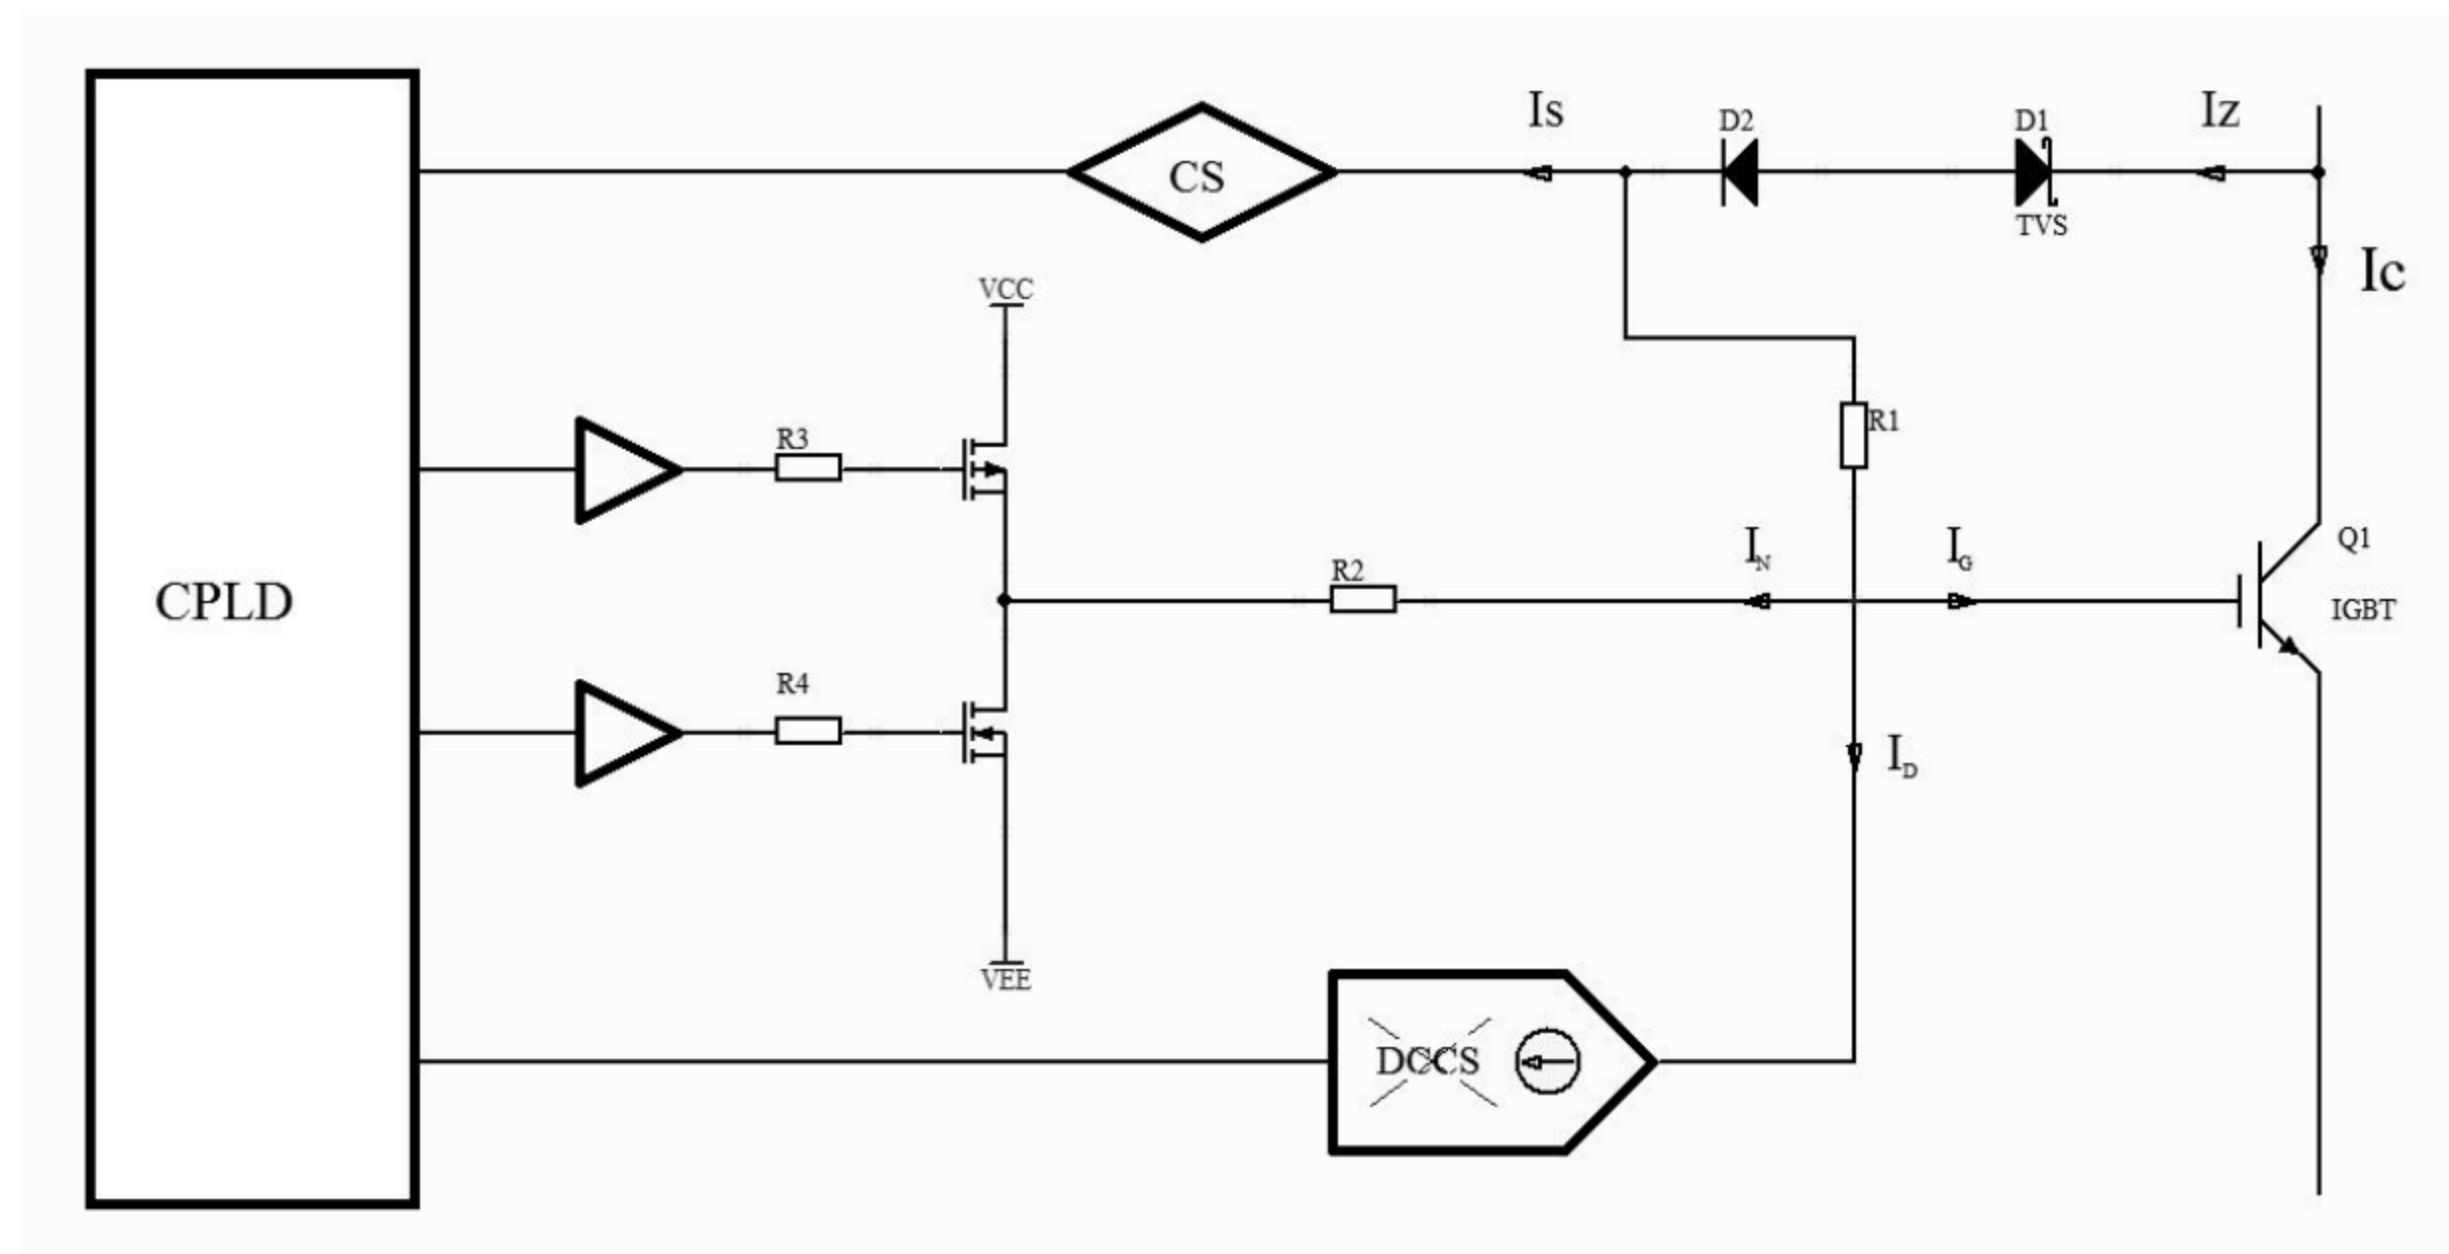 Is
D2
D1
Iz
CS
TVS
Ic
VCC
R3
R1
CPLD
R2
IN
IG
Q1
IGBT
R4
ID
VEE
DCCS